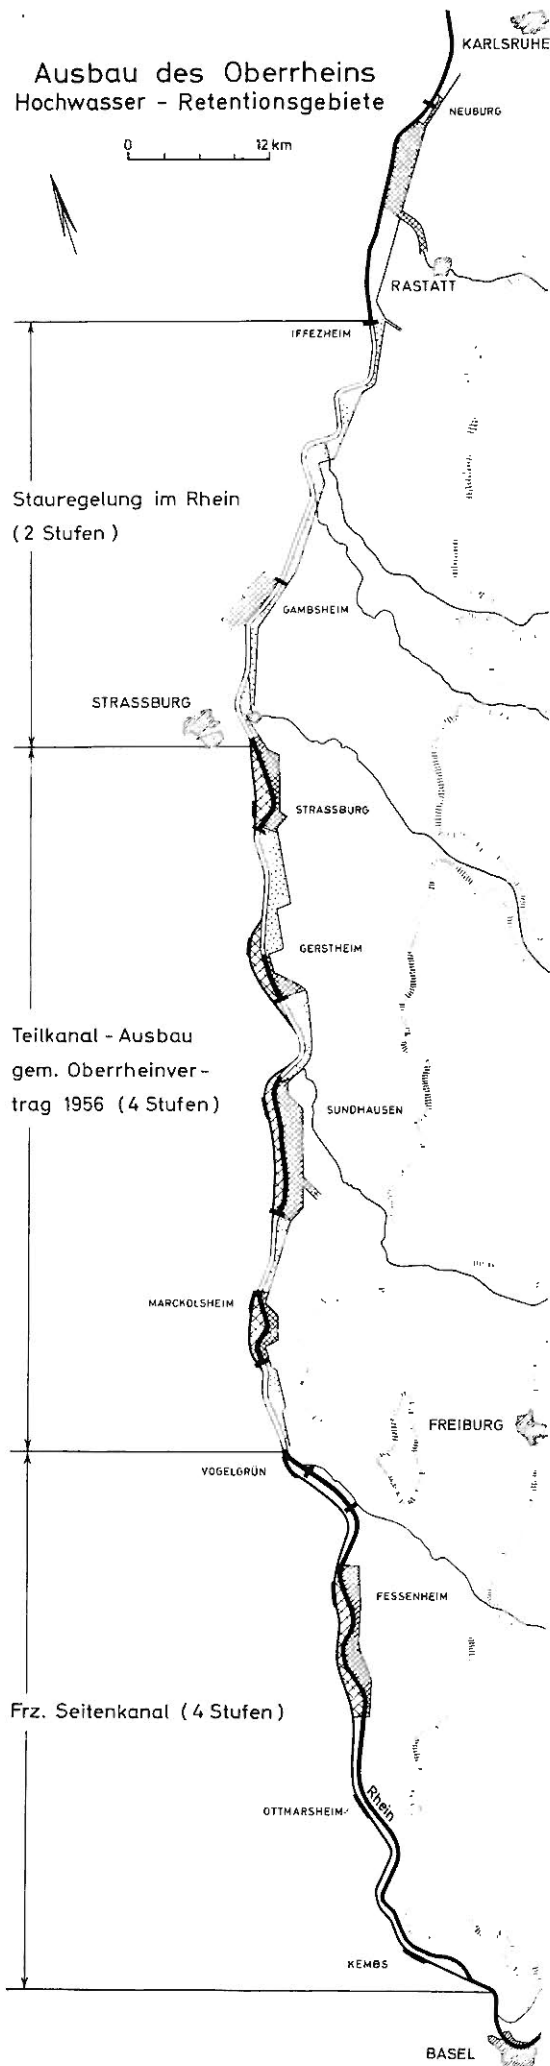 KARLSRUHE
Ausbau des Oberrheins
Hochwasser - Retentionsgebiete
NEUBURG
0 12 km
RASTATT
IFFEZHEIM
Stauregelung im Rhein
(2 Stufen)
GAMBSHEIM
STRASSBURG
STRASSBURG
GERSTHEIM
Teilkanal - Ausbau
gem. Oberrheinver-
trag 1956 (4 Stufen)
SUNDHAUSEN
MARCKOLSHEIM
FREIBURG
VOGELGRÜN
FESSENHEIM
Frz. Seitenkanal (4 Stufen)
Rhein
OTTMARSHEIM
KEMBS
BASEL